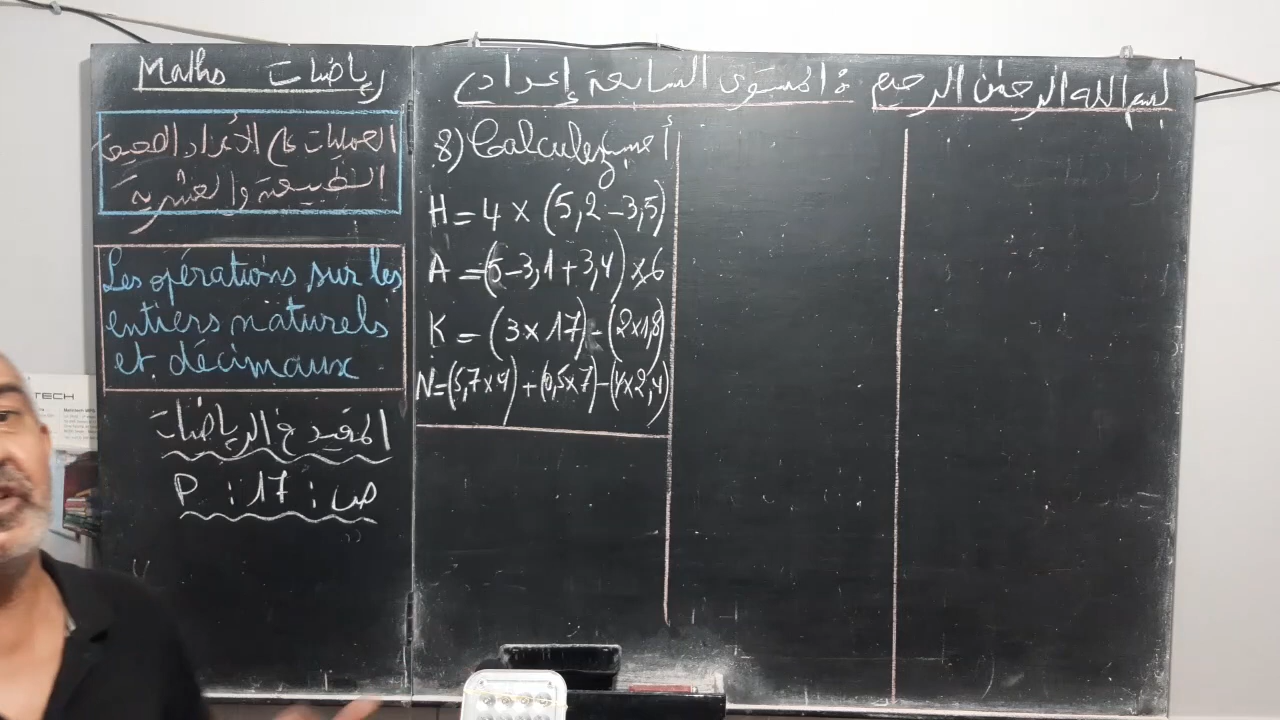 بسم الله الرحمٰن الرحيم
المستوى السابعة إعدادي
Maths رياضيات
العمليات على الأعداد الصحيحة
الطبيعية والعشرية
Les opérations sur les
entiers naturels
et décimaux
المفيد في الرياضيات
P : 17 : ص
8) Calculez أحسب
H = 4 × (5,2 - 3,5)
A = (5 - 3,1 + 3,4) × 6
K = (3 × 17) - (2 × 1,8)
N = (5,7 × 4) + (0,5 × 7) - (4 × 2,4)
TECH